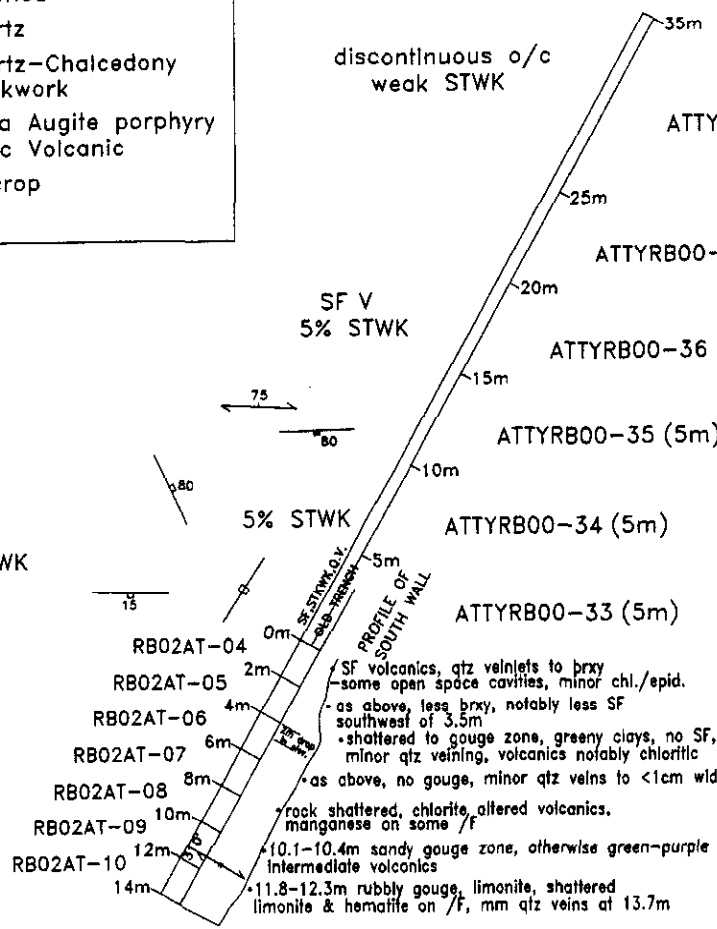 rtz
rtz-Chalcedony
kwork
a Augite porphyry
c Volcanic
rop
discontinuous o/c
weak STWK
35m
ATTY
25m
ATTYRB00-
20m
SF V
5% STWK
ATTYRB00-36
15m
75
80
ATTYRB00-35 (5m)
10m
80
5% STWK
ATTYRB00-34 (5m)
WK
5m
15
SF, STKWK, Q.V.
OLD TRENCH
PROFILE OF
SOUTH WALL
ATTYRB00-33 (5m)
0m
RB02AT-04
2m
RB02AT-05
4m
RB02AT-06
6m
RB02AT-07
8m
RB02AT-08
10m
RB02AT-09
12m
RB02AT-10
14m
310°
2m drop
in elev.
SF volcanics, qtz veinlets to brxy
-some open space cavities, minor chl./epid.
- as above, less brxy, notably less SF
southwest of 3.5m
•shattered to gouge zone, greeny clays, no SF,
minor qtz veining, volcanics notably chloritic
•as above, no gouge, minor qtz veins to <1cm wid
•rock shattered, chlorite altered volcanics,
manganese on some /F
•10.1-10.4m sandy gouge zone, otherwise green-purple
intermediate volcanics
•11.8-12.3m rubbly gouge, limonite, shattered
limonite & hematite on /F, mm qtz veins at 13.7m